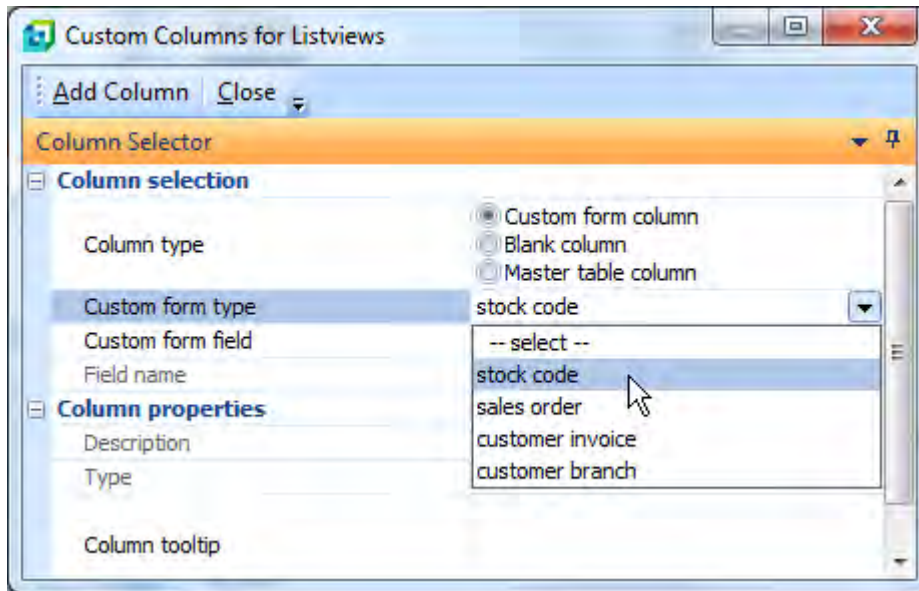 Custom Columns for Listviews
Add Column Close
Column Selector
Column selection
Column type
Custom form column
Blank column
Master table column
Custom form type stock code
Custom form field
-- select --
Field name
stock code
sales order
Column properties
Description
customer invoice
Type
customer branch
Column tooltip